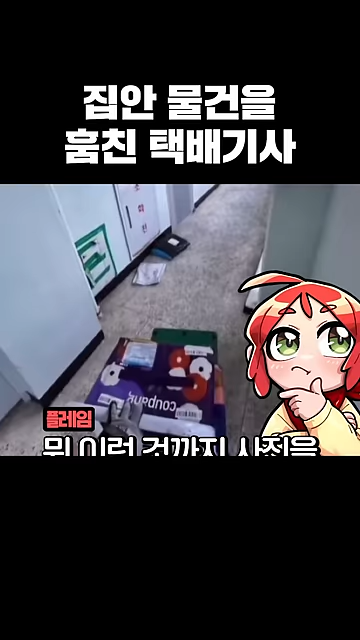 집안 물건을
훔친 택배기사
플레임
뭐 이런 것까지 사진을
coupang